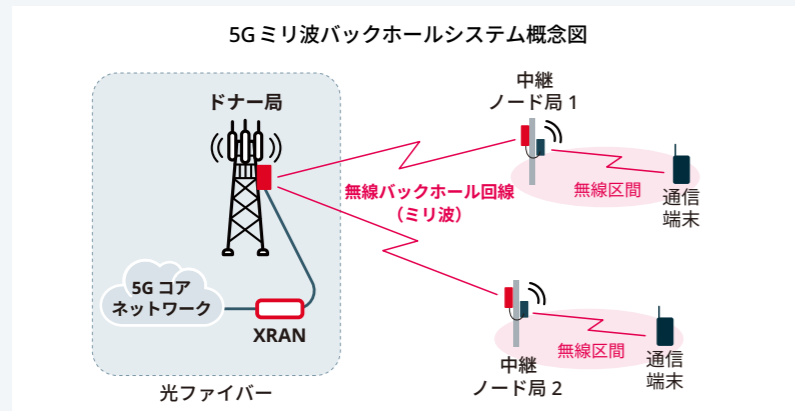 5Gミリ波バックホールシステム概念図
ドナー局
5Gコア
ネットワーク
XRAN
光ファイバー
無線バックホール回線
（ミリ波）
中継
ノード局 1
無線区間
通信
端末
中継
ノード局 2
無線区間
通信
端末